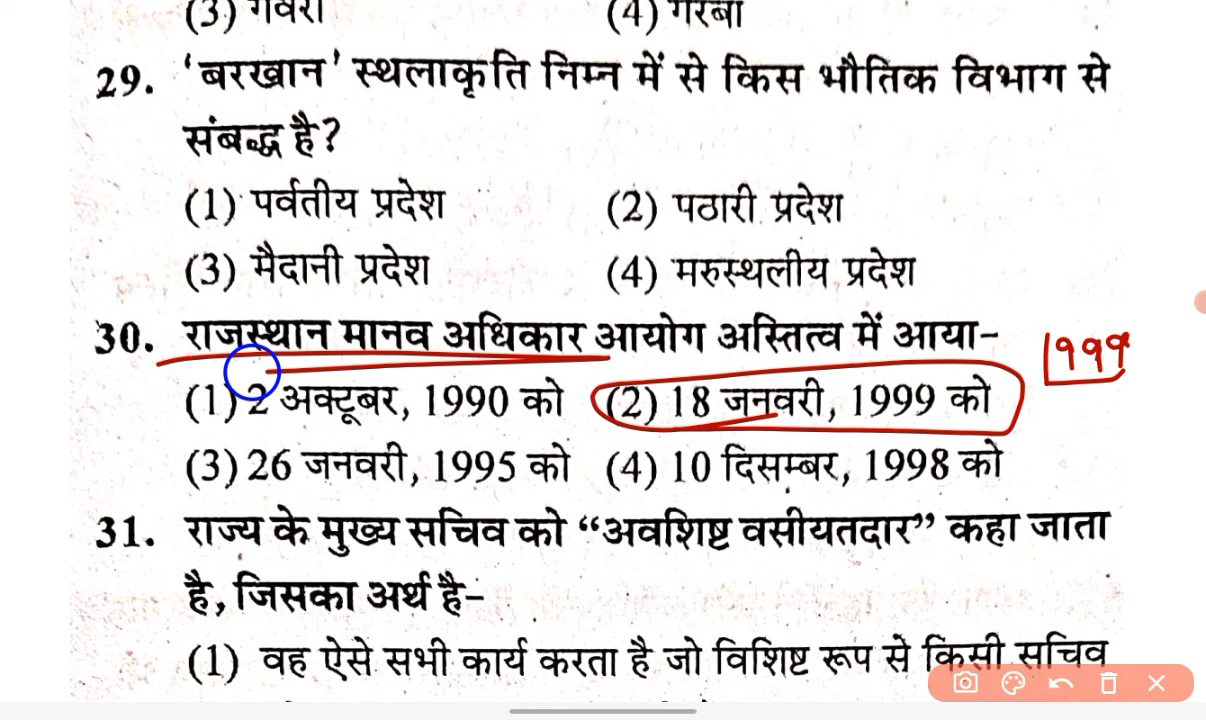 (3) गवरी (4) गरबा
29. 'बरखान' स्थलाकृति निम्न में से किस भौतिक विभाग से
संबद्ध है?
(1) पर्वतीय प्रदेश (2) पठारी प्रदेश
(3) मैदानी प्रदेश (4) मरुस्थलीय प्रदेश
30. राजस्थान मानव अधिकार आयोग अस्तित्व में आया- 1999
(1) 2 अक्टूबर, 1990 को (2) 18 जनवरी, 1999 को
(3) 26 जनवरी, 1995 को (4) 10 दिसम्बर, 1998 को
31. राज्य के मुख्य सचिव को “अवशिष्ट वसीयतदार” कहा जाता
है, जिसका अर्थ है-
(1) वह ऐसे सभी कार्य करता है जो विशिष्ट रूप से किसी सचिव